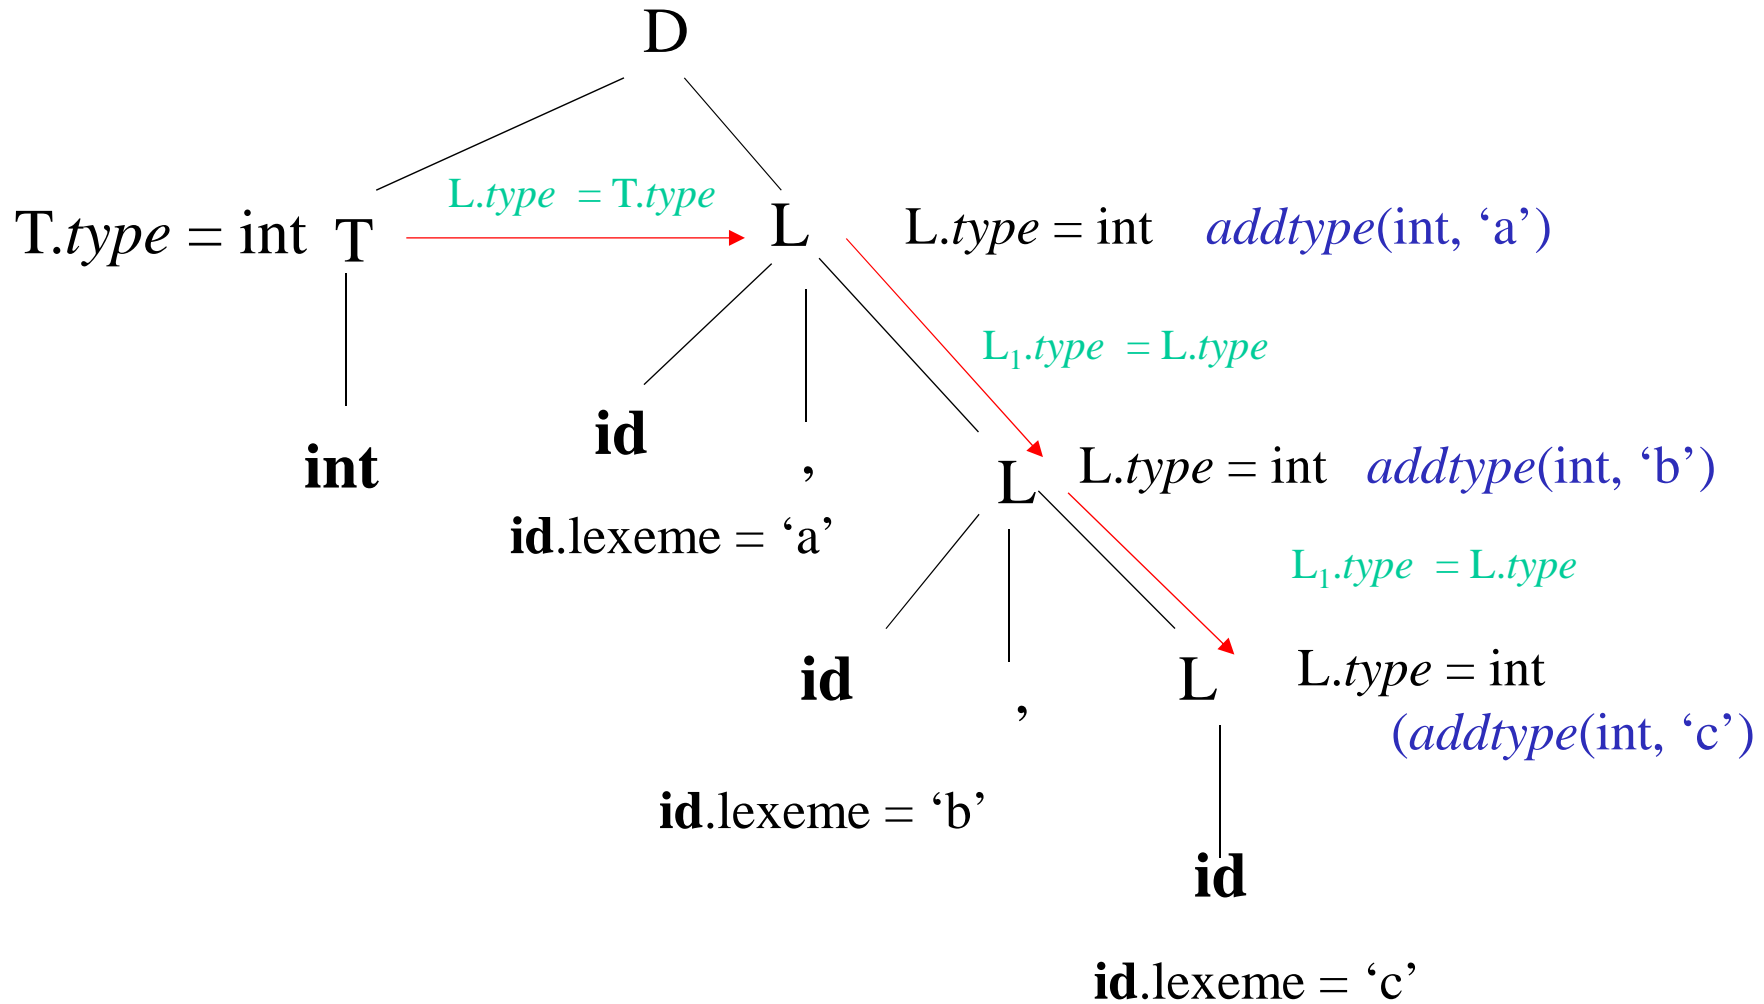 D
L.type = T.type
T.type = int T
L
L.type = int addtype(int, ‘a’)
L₁.type = L.type
id
,
int
L
L.type = int addtype(int, ‘b’)
id.lexeme = ‘a’
L₁.type = L.type
id
,
L
L.type = int
(addtype(int, ‘c’)
id.lexeme = ‘b’
id
id.lexeme = ‘c’